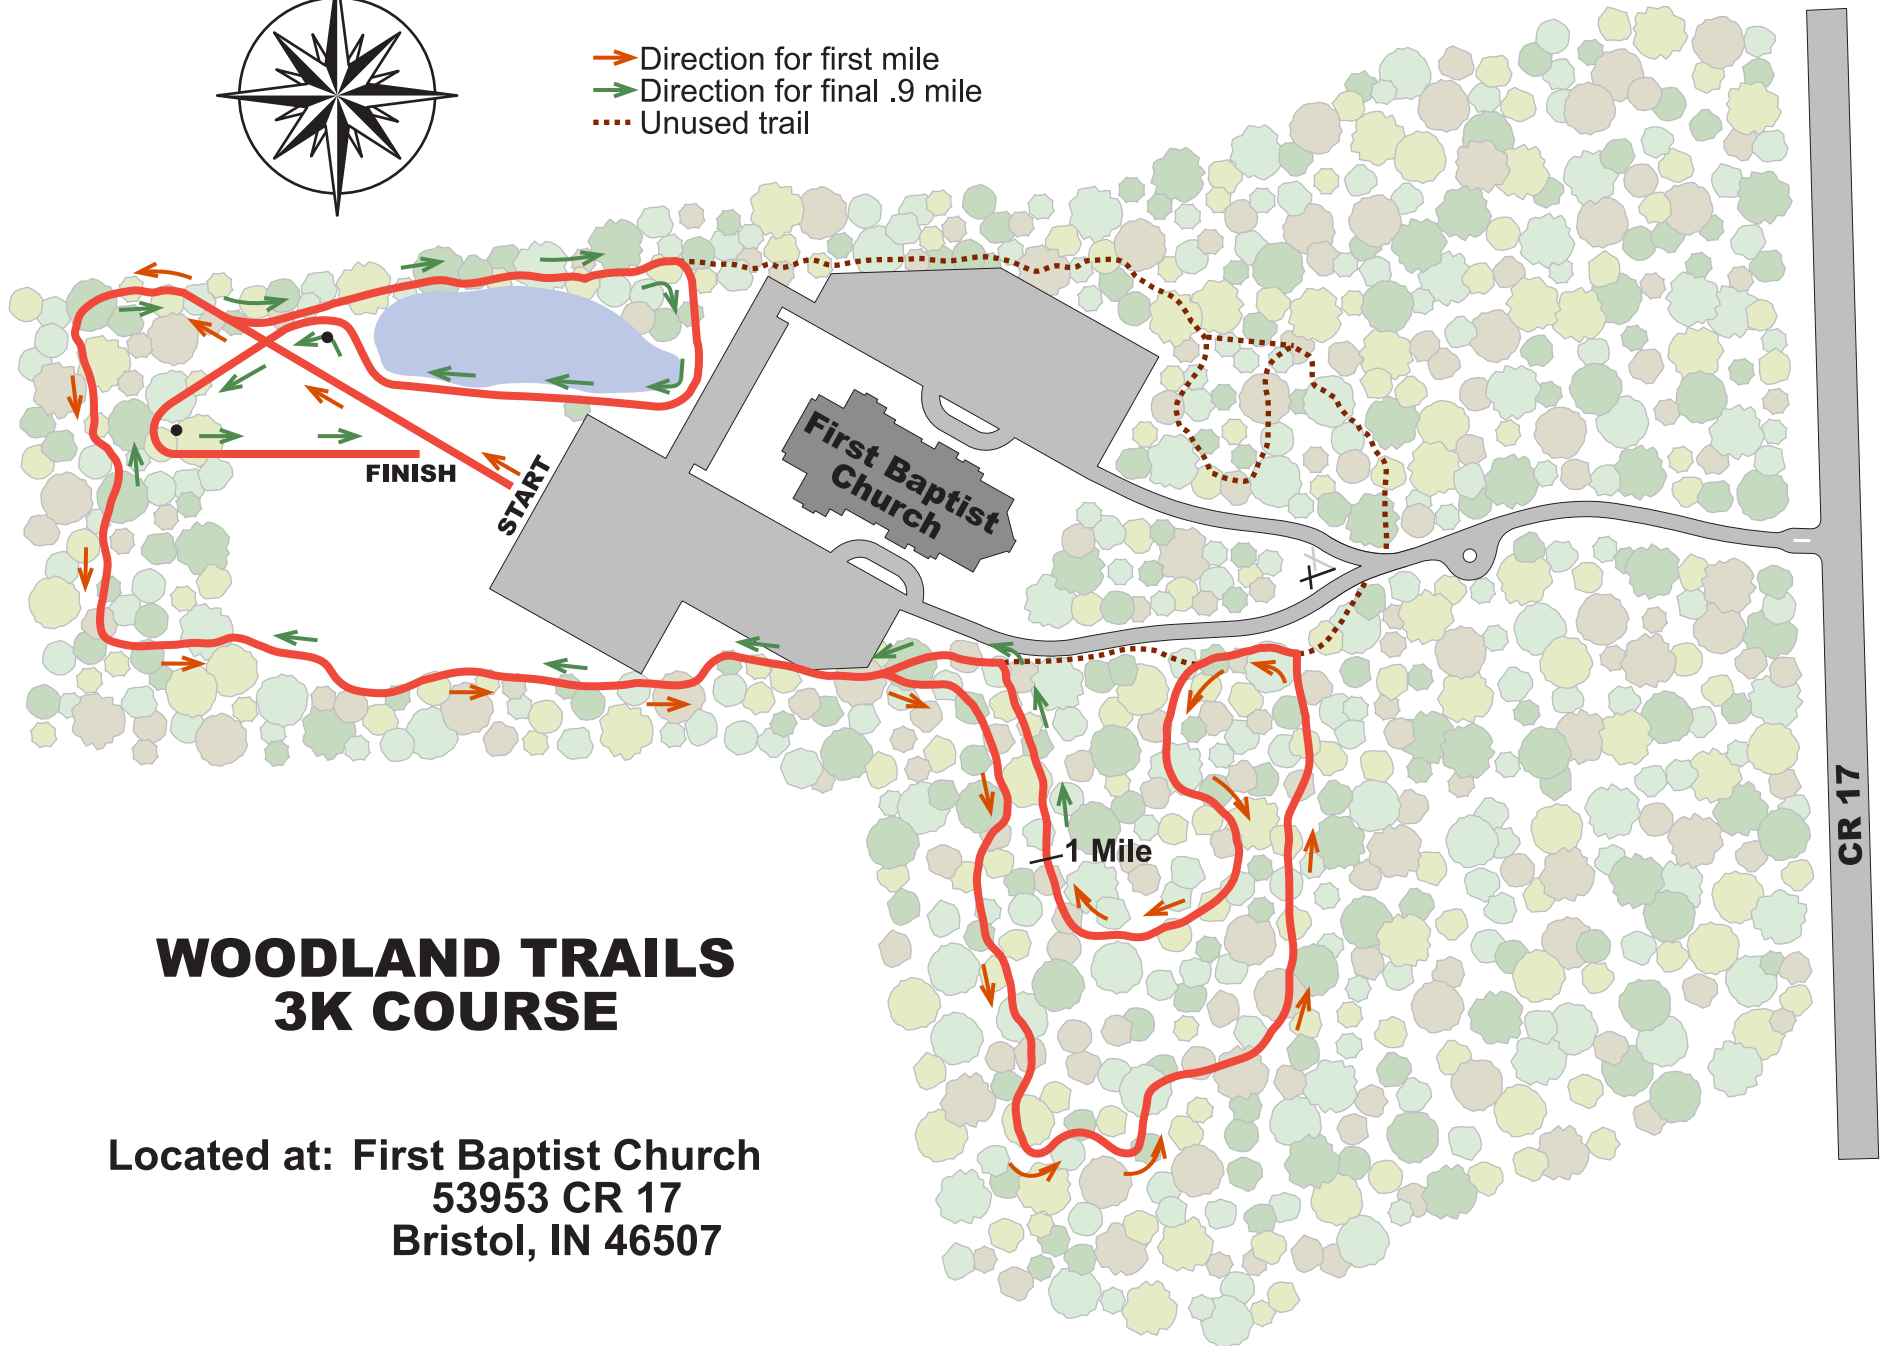 Direction for first mile
Direction for final .9 mile
Unused trail
First Baptist
Church
FINISH
START
1 Mile
CR 17
WOODLAND TRAILS
3K COURSE
Located at: First Baptist Church
53953 CR 17
Bristol, IN 46507